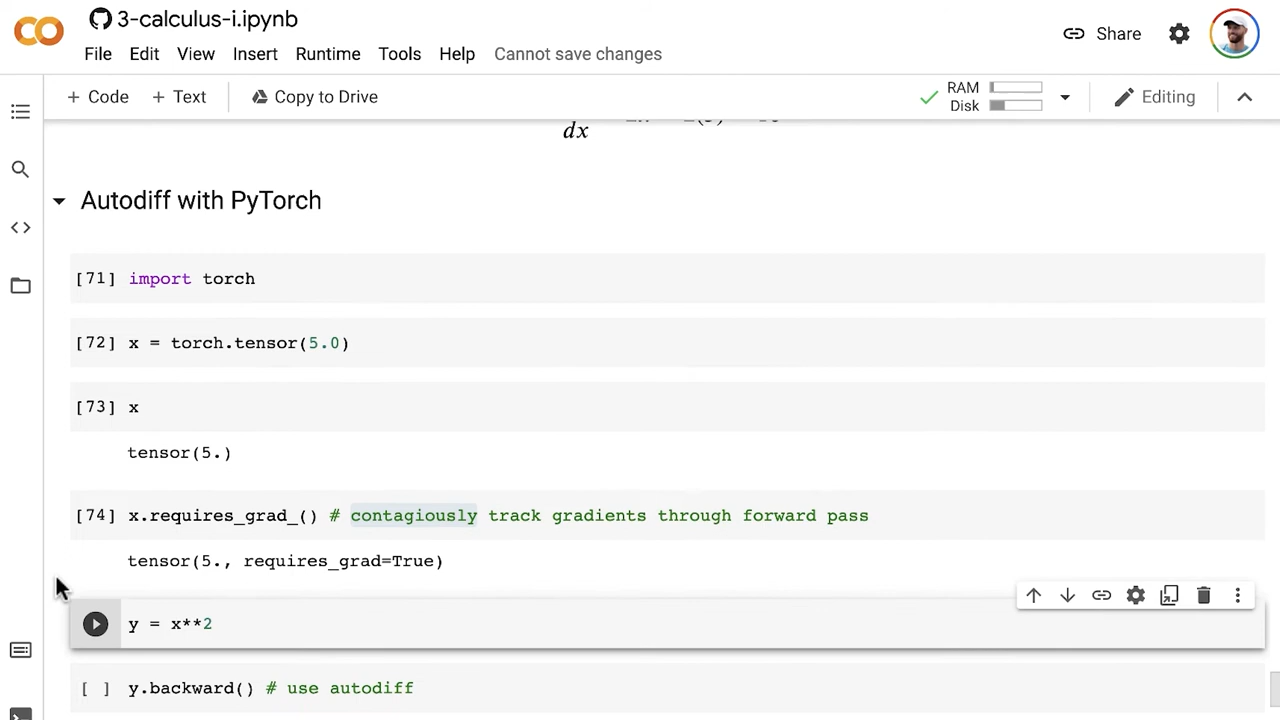 3-calculus-i.ipynb
Share
File Edit View Insert Runtime Tools Help Cannot save changes
+ Code + Text Copy to Drive
RAM
Disk
Editing
dx
Autodiff with PyTorch
[71] import torch
[72] x = torch.tensor(5.0)
[73] x
tensor(5.)
[74] x.requires_grad_() # contagiously track gradients through forward pass
tensor(5., requires_grad=True)
y = x**2
[ ] y.backward() # use autodiff